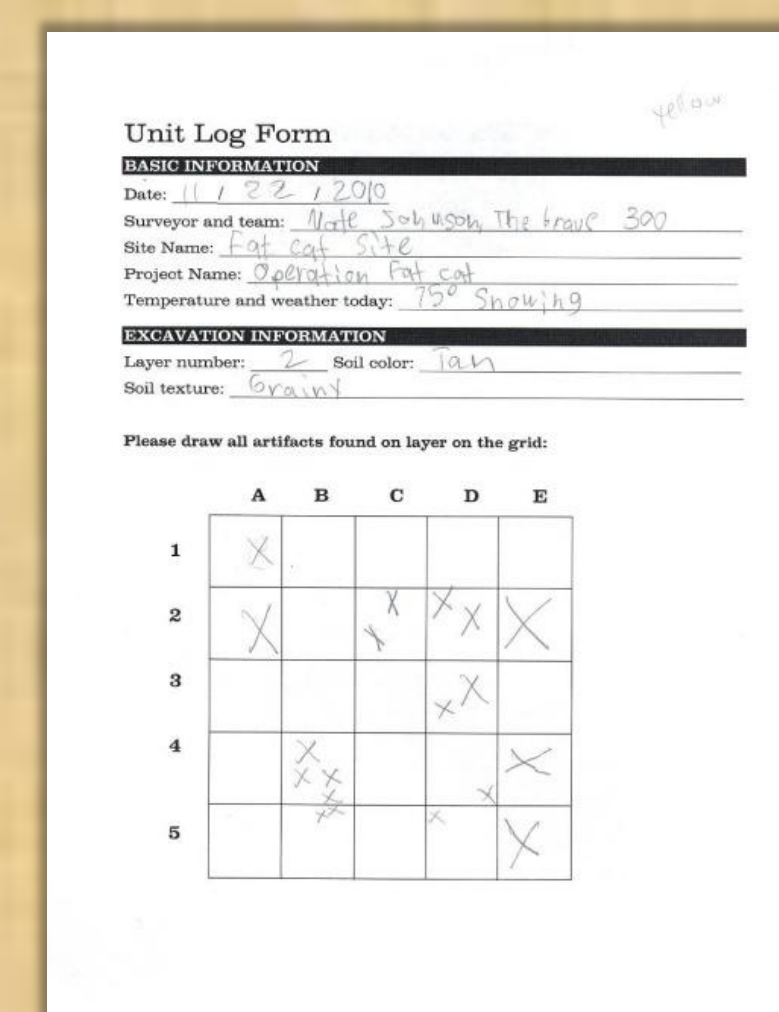 yellow
Unit Log Form
BASIC INFORMATION
Date: 11 / 22 / 2010
Surveyor and team: Nate Johnson, The brave 300
Site Name: Fat cat Site
Project Name: Operation Fat cat
Temperature and weather today: 75° Snowing
EXCAVATION INFORMATION
Layer number: 2 Soil color: Tan
Soil texture: Grainy
Please draw all artifacts found on layer on the grid:
A B C D E
1 X
2 X X X X X X
3 X X
4 X X X X X X
5 X X X X